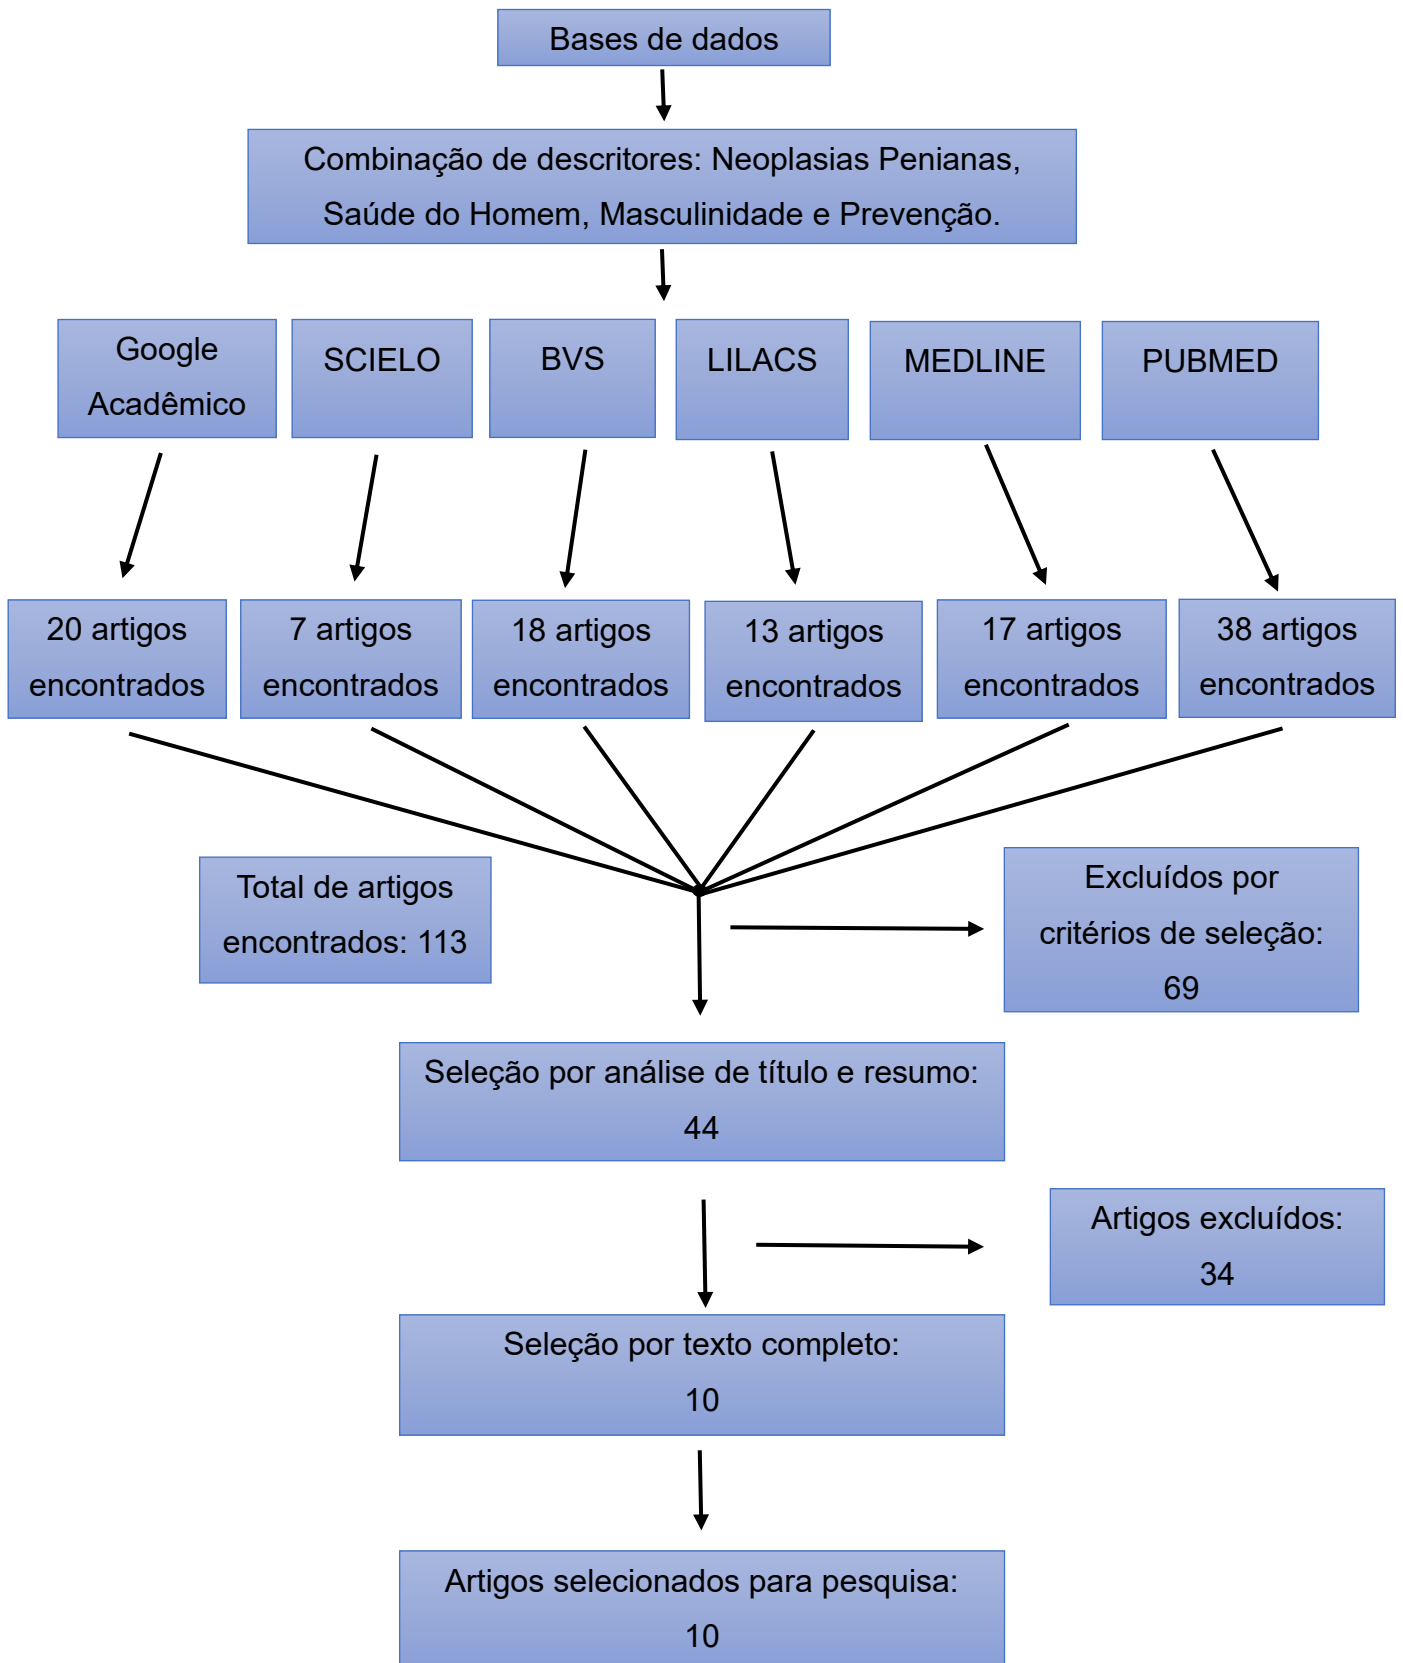 Bases de dados
Combinação de descritores: Neoplasias Penianas,
Saúde do Homem, Masculinidade e Prevenção.
Google
Acadêmico
SCIELO
BVS
LILACS
MEDLINE
PUBMED
20 artigos
encontrados
7 artigos
encontrados
18 artigos
encontrados
13 artigos
encontrados
17 artigos
encontrados
38 artigos
encontrados
Total de artigos
encontrados: 113
Excluídos por
critérios de seleção:
69
Seleção por análise de título e resumo:
44
Artigos excluídos:
34
Seleção por texto completo:
10
Artigos selecionados para pesquisa:
10